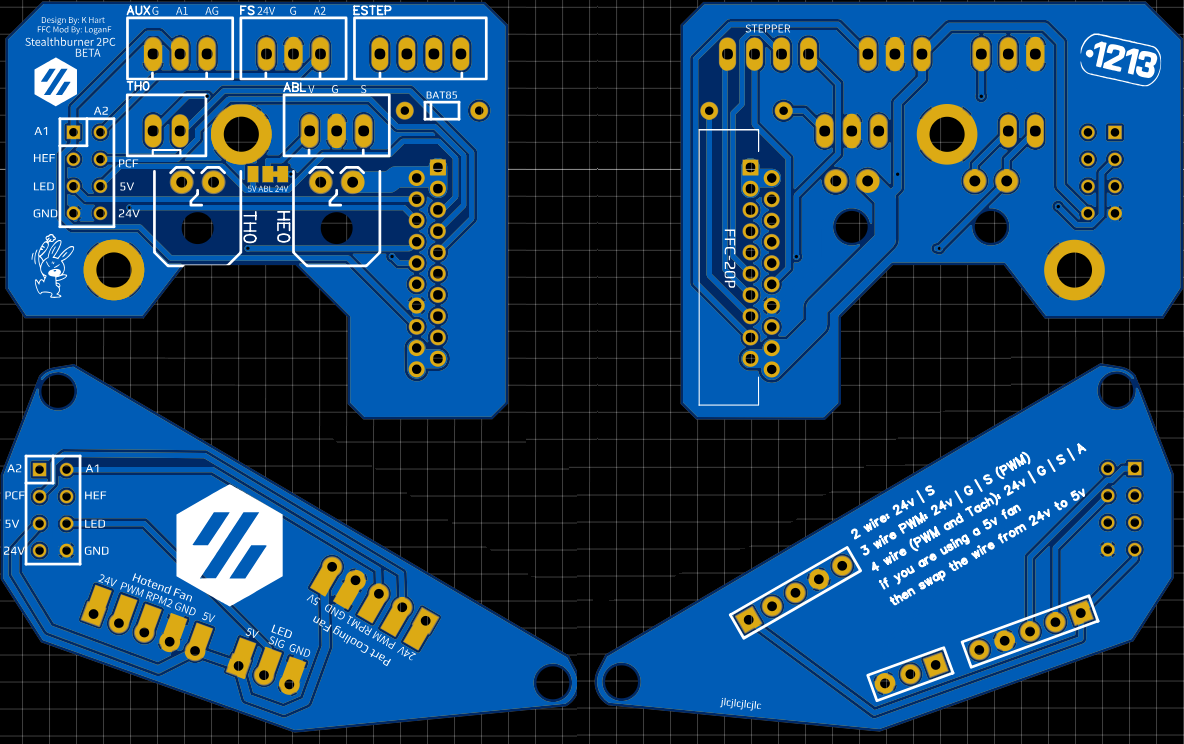 Design By: K Hart
FFC Mod By: LoganF
Stealthburner 2PC
BETA
AUX G A1 AG
FS 24V G A2
ESTEP
TH0
ABL V G S
BAT85
A2
A1
HEF
PCF
LED
5V
GND
24V
5V ABL 24V
TH0
HE0
STEPPER
·1213
FFC-20P
A2
A1
PCF
HEF
5V
LED
24V
GND
Hotend Fan
24V PWM RPM2 GND 5V
LED
5V SIG GND
5V GND RPM1 PWM 24V
Part Cooling Fan
2 wire: 24v | S
3 wire PWM: 24v | G | S (PWM)
4 wire (PWM and Tach): 24v | G | S | A
if you are using a 5v fan
then swap the wire from 24v to 5v
jlcjlcjlcjlc